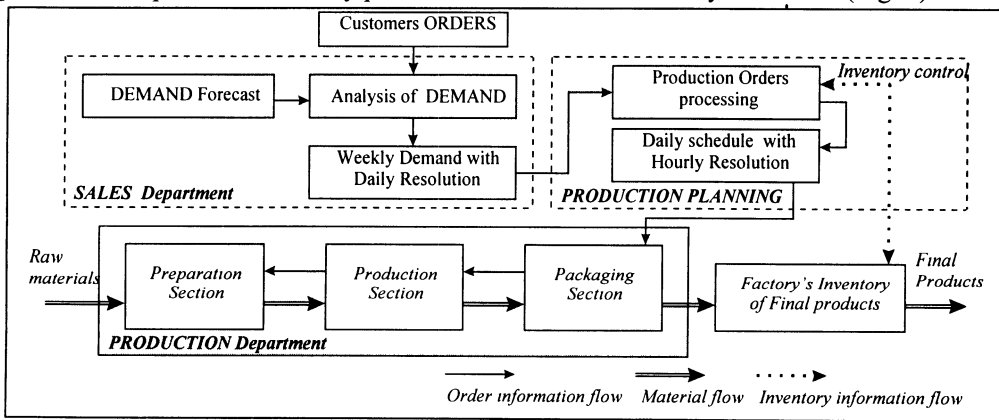 Customers ORDERS
DEMAND Forecast
Analysis of DEMAND
Weekly Demand with
Daily Resolution
SALES Department
Production Orders
processing
Inventory control
Daily schedule with
Hourly Resolution
PRODUCTION PLANNING
Raw
materials
Preparation
Section
Production
Section
Packaging
Section
PRODUCTION Department
Factory's Inventory
of Final products
Final
Products
Order information flow
Material flow
Inventory information flow